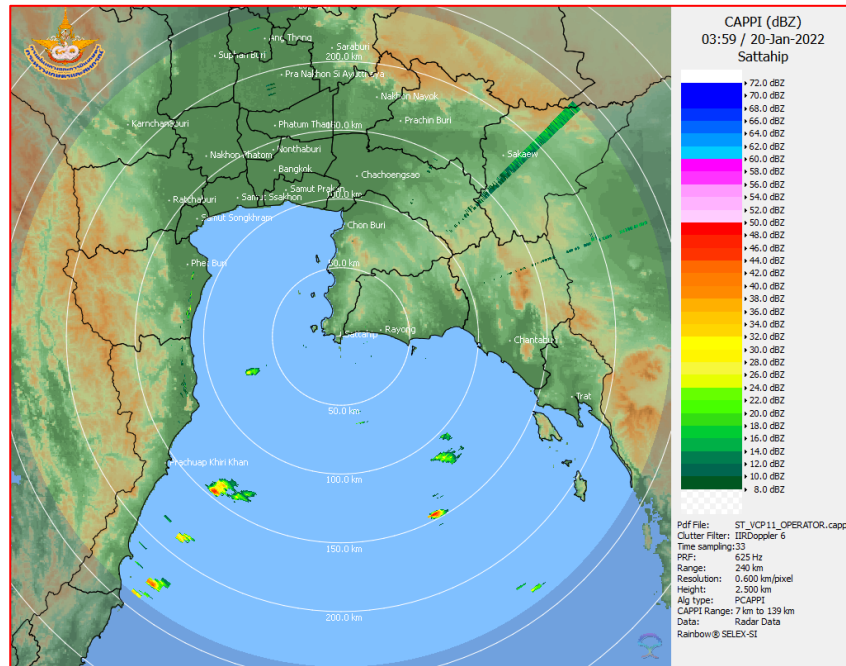 CAPPI (dBZ)
03:59 / 20-Jan-2022
Sattahip
72.0 dBZ
70.0 dBZ
68.0 dBZ
66.0 dBZ
64.0 dBZ
62.0 dBZ
60.0 dBZ
58.0 dBZ
56.0 dBZ
54.0 dBZ
52.0 dBZ
50.0 dBZ
48.0 dBZ
46.0 dBZ
44.0 dBZ
42.0 dBZ
40.0 dBZ
38.0 dBZ
36.0 dBZ
34.0 dBZ
32.0 dBZ
30.0 dBZ
28.0 dBZ
26.0 dBZ
24.0 dBZ
22.0 dBZ
20.0 dBZ
18.0 dBZ
16.0 dBZ
14.0 dBZ
12.0 dBZ
10.0 dBZ
8.0 dBZ
Pdf File: ST_VCP11_OPERATOR.capp
Clutter Filter: IIRDoppler 6
Time sampling:33
PRF: 625 Hz
Range: 240 km
Resolution: 0.600 km/pixel
Height: 2.500 km
Alg type: PCAPPI
CAPPI Range: 7 km to 139 km
Data: Radar Data
Rainbow® SELEX-SI
Ang Thong
Saraburi
Suphan Buri
200.0 km
Pra Nakhon Si Ayutthaya
Nakhon Nayok
Karnchanaburi
Phatum Thani
Prachin Buri
Nonthaburi
Nakhon Phatom
Sakaew
Bangkok
Chachoengsao
Samut Prakan
Ratchaburi
Samut Ssakhon
Samut Songkhram
Chon Buri
50.0 km
Rayong
Chantaburi
Trat
50.0 km
Prachuap Khiri Khan
100.0 km
150.0 km
200.0 km